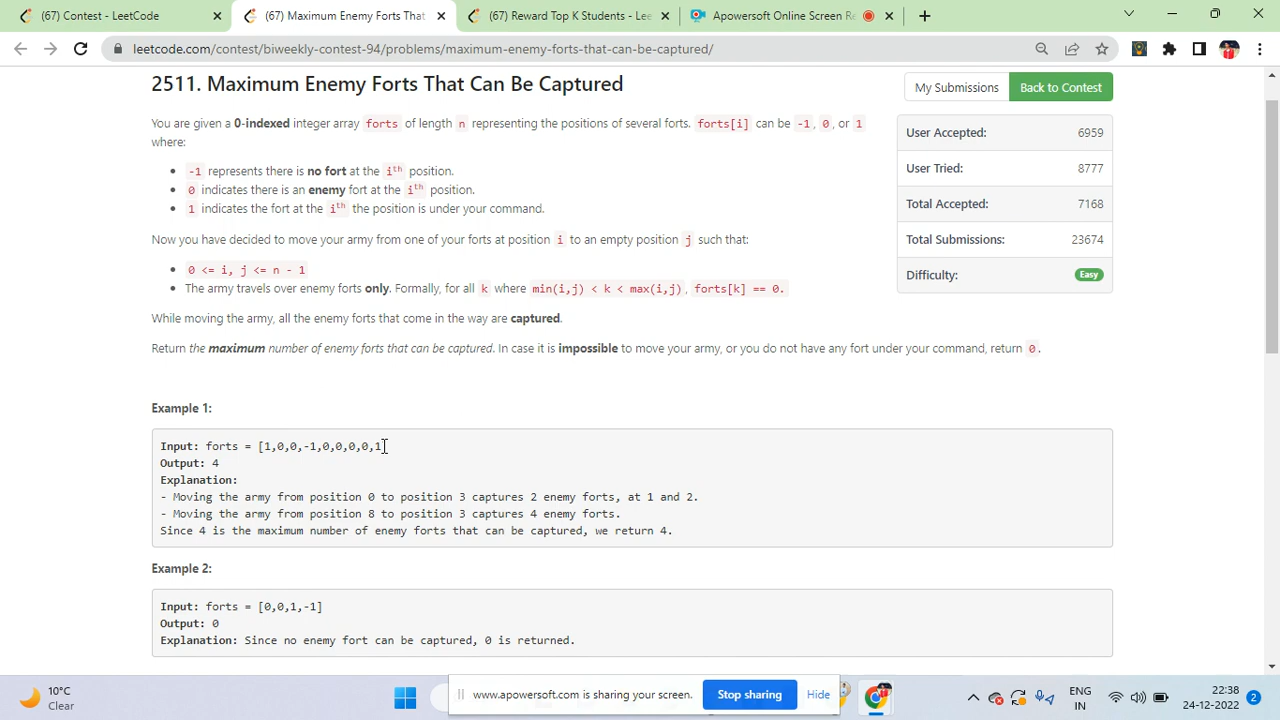 (67) Contest - LeetCode
(67) Maximum Enemy Forts That
(67) Reward Top K Students - Lee
Apowersoft Online Screen Re
leetcode.com/contest/biweekly-contest-94/problems/maximum-enemy-forts-that-can-be-captured/
2511. Maximum Enemy Forts That Can Be Captured
My Submissions
Back to Contest
You are given a 0-indexed integer array forts of length n representing the positions of several forts. forts[i] can be -1, 0, or 1
where:
-1 represents there is no fort at the ith position.
0 indicates there is an enemy fort at the ith position.
1 indicates the fort at the ith the position is under your command.
User Accepted: 6959
User Tried: 8777
Total Accepted: 7168
Total Submissions: 23674
Difficulty: Easy
Now you have decided to move your army from one of your forts at position i to an empty position j such that:
0 <= i, j <= n - 1
The army travels over enemy forts only. Formally, for all k where min(i,j) < k < max(i,j), forts[k] == 0.
While moving the army, all the enemy forts that come in the way are captured.
Return the maximum number of enemy forts that can be captured. In case it is impossible to move your army, or you do not have any fort under your command, return 0.
Example 1:
Input: forts = [1,0,0,-1,0,0,0,0,1]
Output: 4
Explanation:
- Moving the army from position 0 to position 3 captures 2 enemy forts, at 1 and 2.
- Moving the army from position 8 to position 3 captures 4 enemy forts.
Since 4 is the maximum number of enemy forts that can be captured, we return 4.
Example 2:
Input: forts = [0,0,1,-1]
Output: 0
Explanation: Since no enemy fort can be captured, 0 is returned.
10°C
Clear
www.apowersoft.com is sharing your screen.
Stop sharing
Hide
ENG
IN
22:38
24-12-2022
2